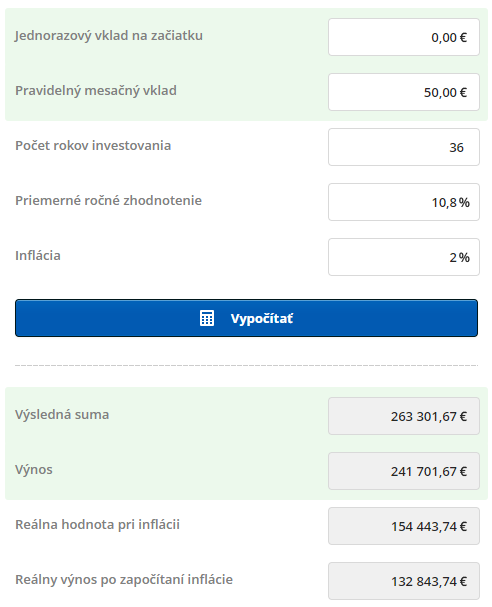 Jednorazový vklad na začiatku 0,00 €
Pravidelný mesačný vklad 50,00 €
Počet rokov investovania 36
Priemerné ročné zhodnotenie 10,8 %
Inflácia 2 %
Vypočítať
Výsledná suma 263 301,67 €
Výnos 241 701,67 €
Reálna hodnota pri inflácii 154 443,74 €
Reálny výnos po započítaní inflácie 132 843,74 €